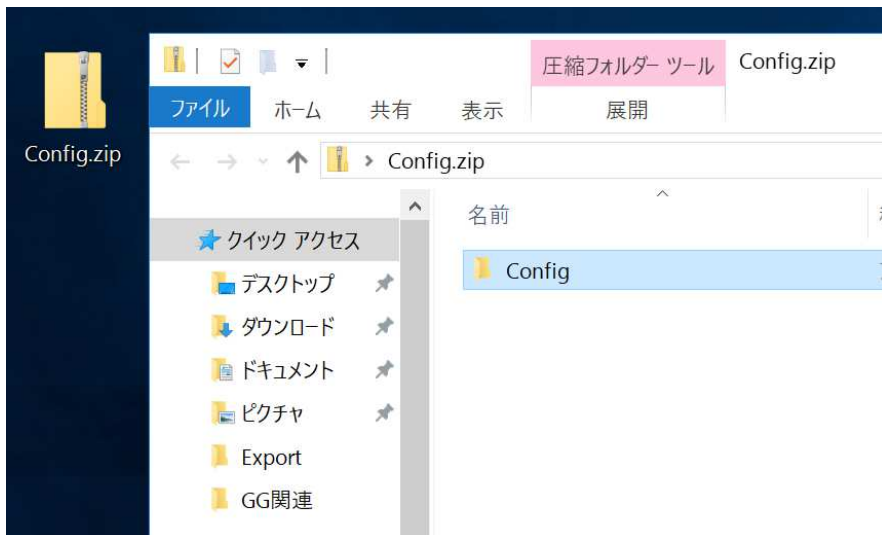 Config.zip
圧縮フォルダー ツール
Config.zip
ファイル
ホーム
共有
表示
展開
Config.zip
名前
クイック アクセス
Config
デスクトップ
ダウンロード
ドキュメント
ピクチャ
Export
GG関連